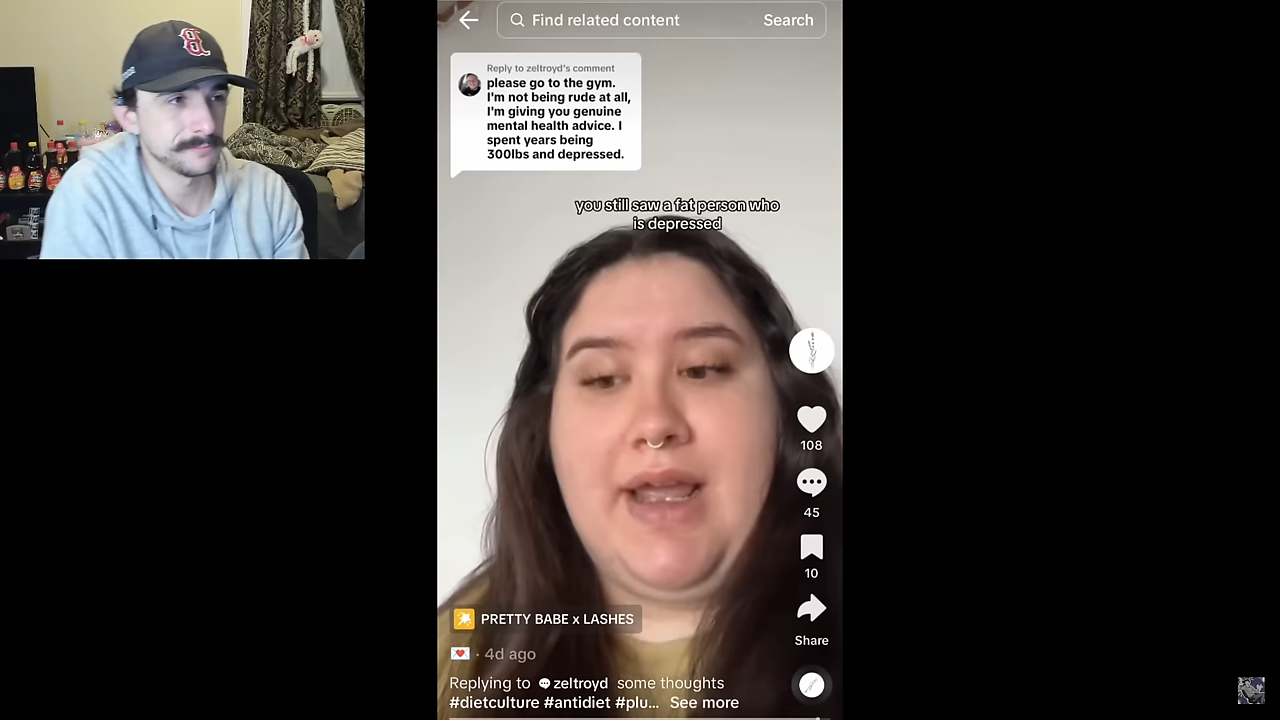 Find related content
Search
Reply to zeltroyd's comment
please go to the gym.
I'm not being rude at all,
I'm giving you genuine
mental health advice. I
spent years being
300lbs and depressed.
you still saw a fat person who
is depressed
B
108
45
10
Share
PRETTY BABE x LASHES
4d ago
Replying to zeltroyd some thoughts
#dietculture #antidiet #plu... See more